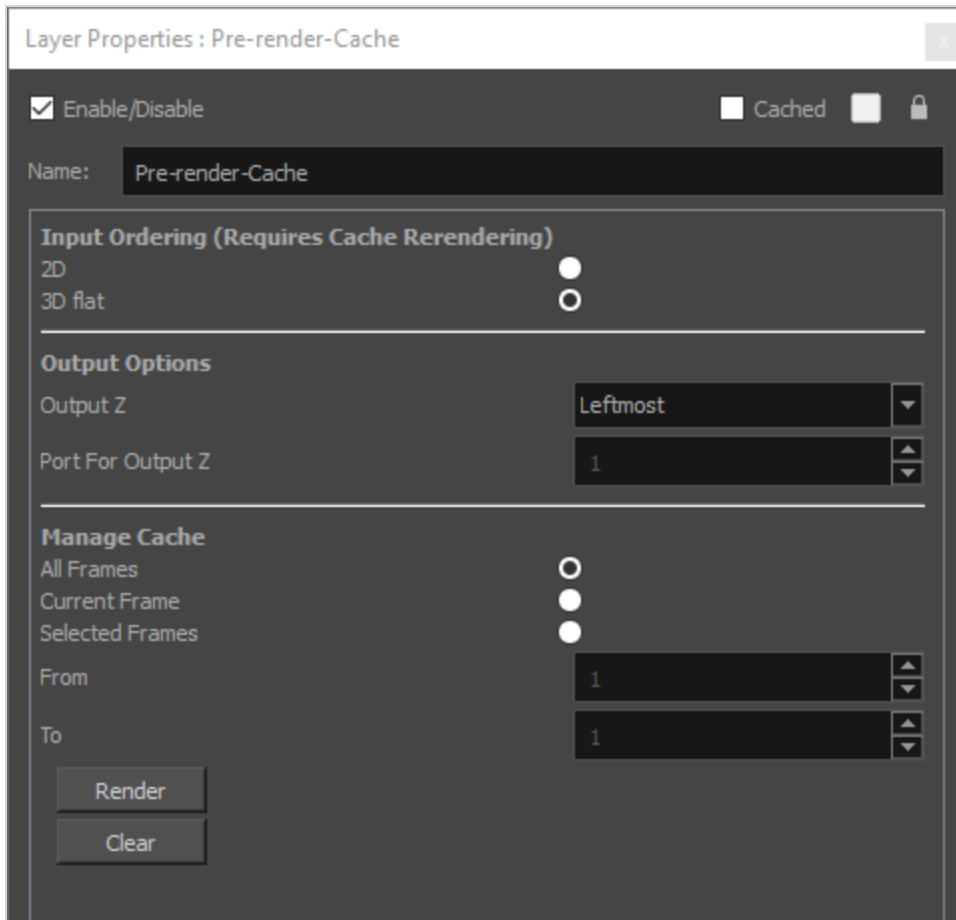 Layer Properties : Pre-render-Cache
x
Enable/Disable Cached
Name: Pre-render-Cache
Input Ordering (Requires Cache Rerendering)
2D
3D flat
Output Options
Output Z Leftmost
Port For Output Z 1
Manage Cache
All Frames
Current Frame
Selected Frames
From 1
To 1
Render
Clear